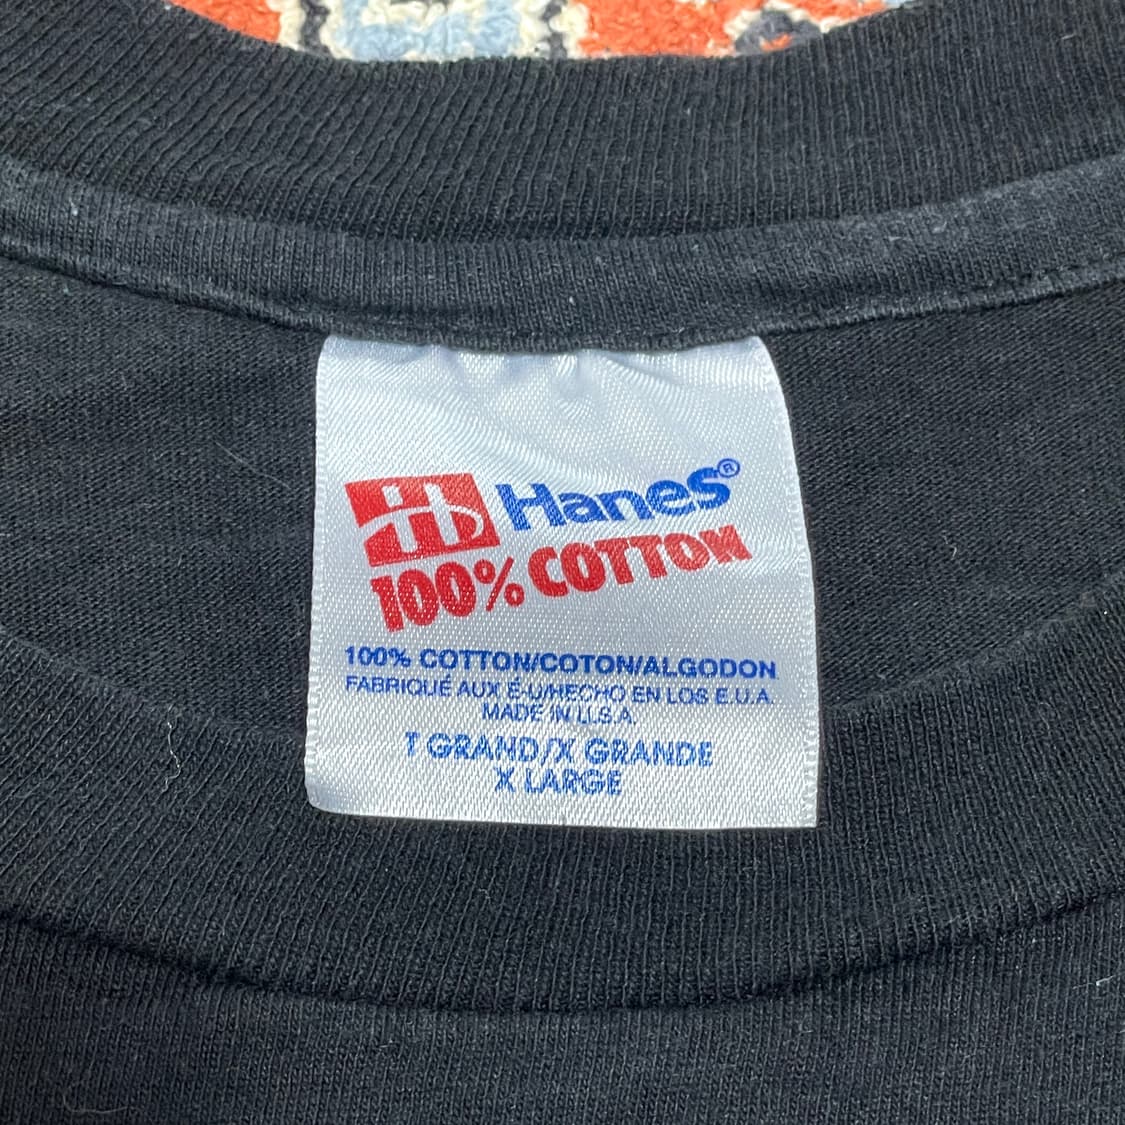 Hanes®
100% COTTON
100% COTTON/COTON/ALGODON
FABRIQUÉ AUX É-U/HECHO EN LOS E.U.A.
MADE IN U.S.A.
T GRAND/X GRANDE
X LARGE